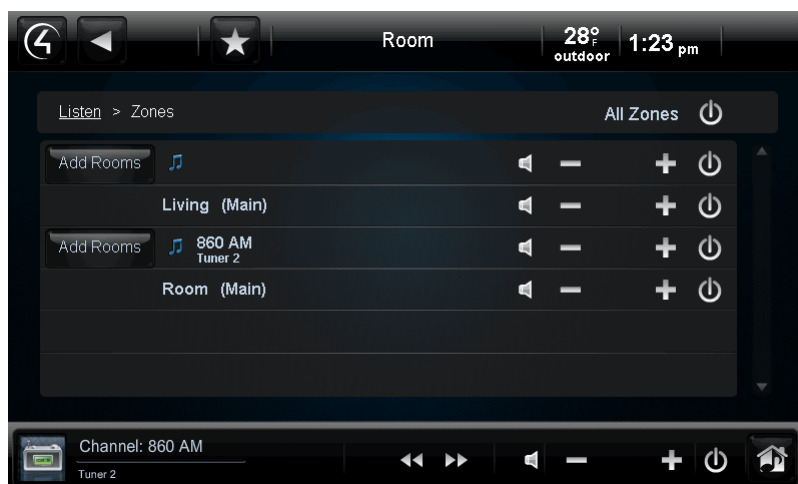 4
Room
28°F
outdoor
1:23 pm
Listen > Zones
All Zones
Add Rooms
Living (Main)
Add Rooms
860 AM
Tuner 2
Room (Main)
Channel: 860 AM
Tuner 2